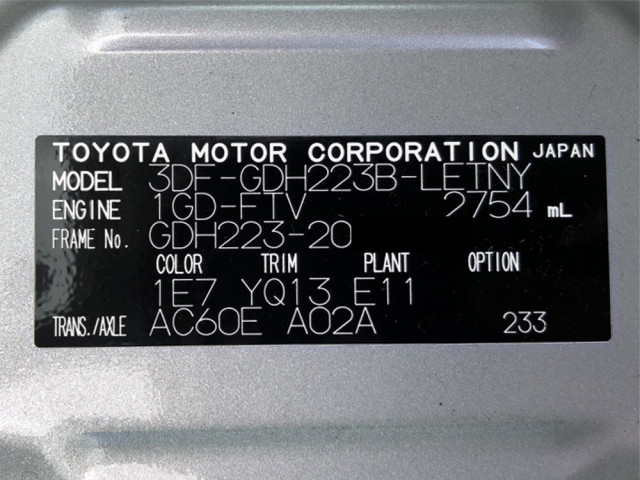 TOYOTA MOTOR CORPORATION JAPAN
MODEL 3DF-GDH223B-LETNY
ENGINE 1GD-FTV 2754 mL
FRAME No. GDH223-20
COLOR TRIM PLANT OPTION
1E7 YQ13 E11
TRANS./AXLE AC60E A02A 233